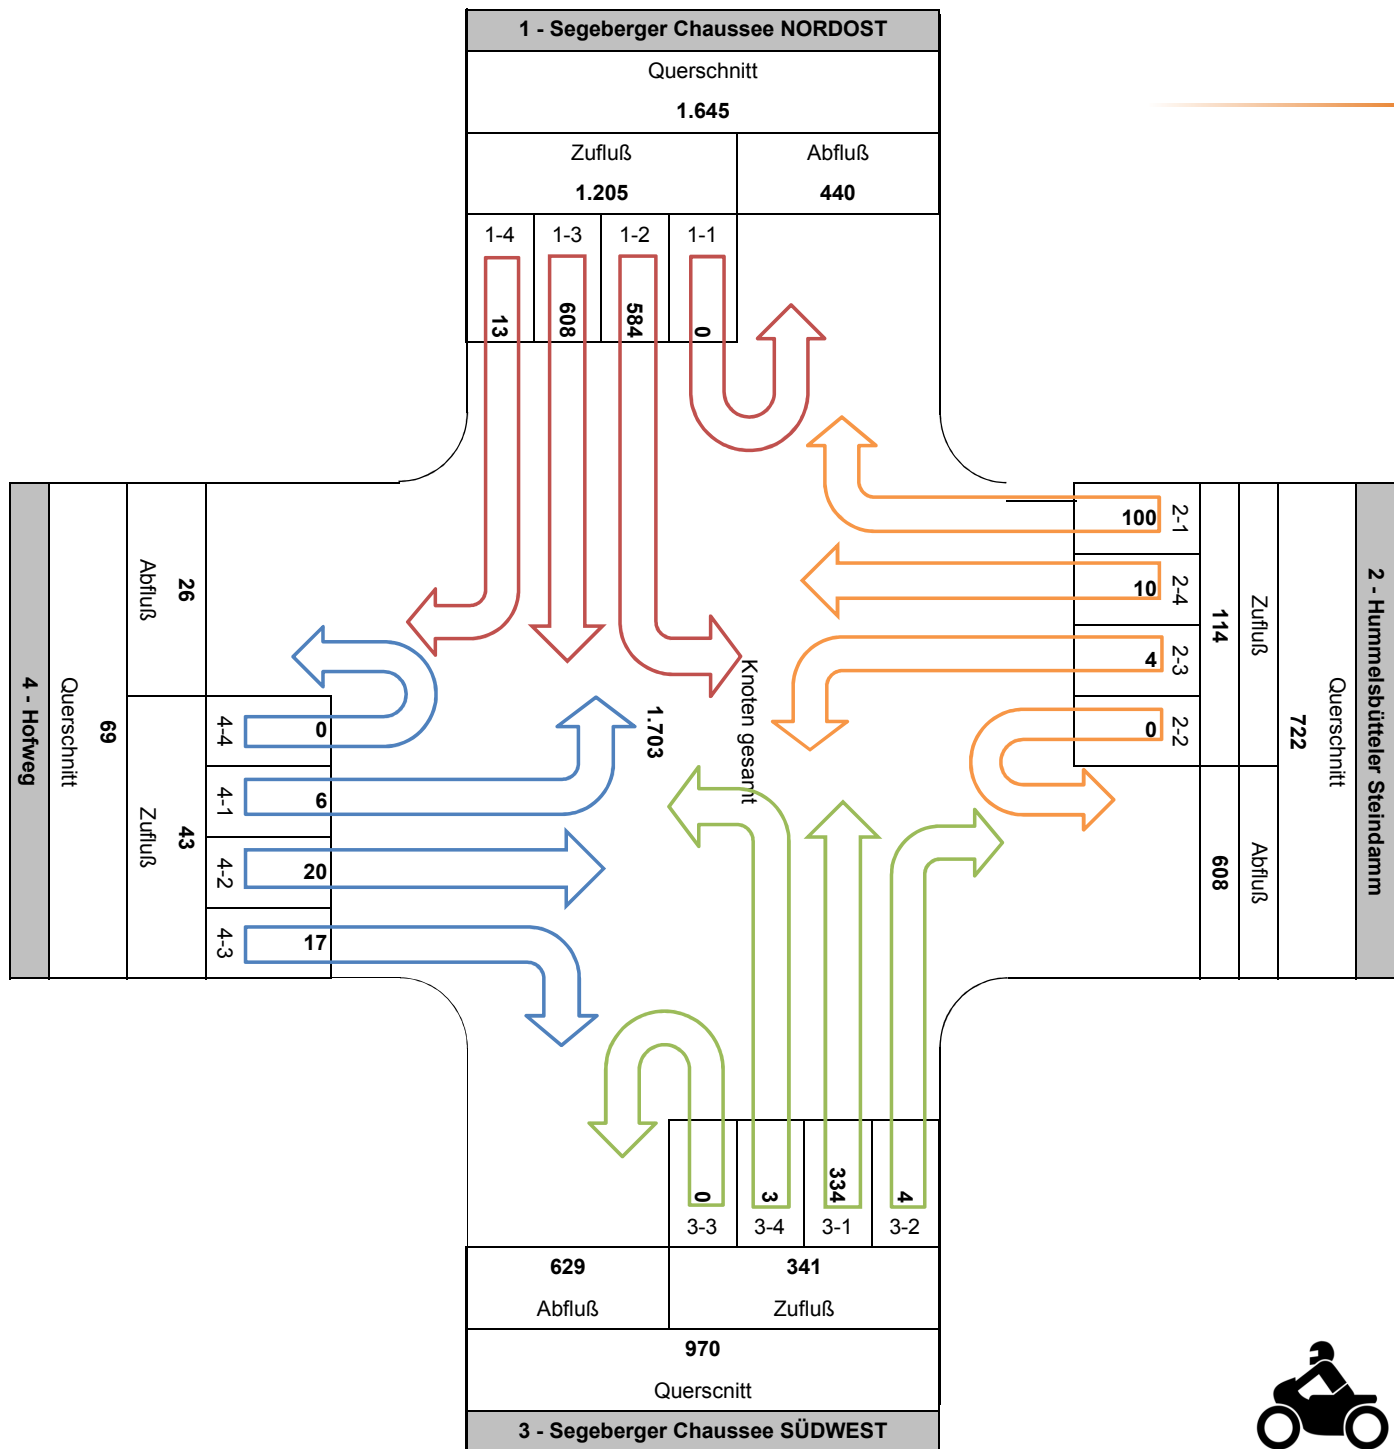 1 - Segeberger Chaussee NORDOST
Querschnitt
1.645
Zufluß
Abfluß
1.205
440
1-4
1-3
1-2
1-1
13
608
584
0
2 - Hummelsbütteler Steindamm
Querschnitt
722
Zufluß
114
Abfluß
608
2-1
100
2-4
10
2-3
4
2-2
0
Knoten gesamt
1.703
4 - Hofweg
Querschnitt
69
Abfluß
26
Zufluß
43
4-4
0
4-1
6
4-2
20
4-3
17
0
3
334
4
3-3
3-4
3-1
3-2
629
341
Abfluß
Zufluß
970
Querscnitt
3 - Segeberger Chaussee SÜDWEST